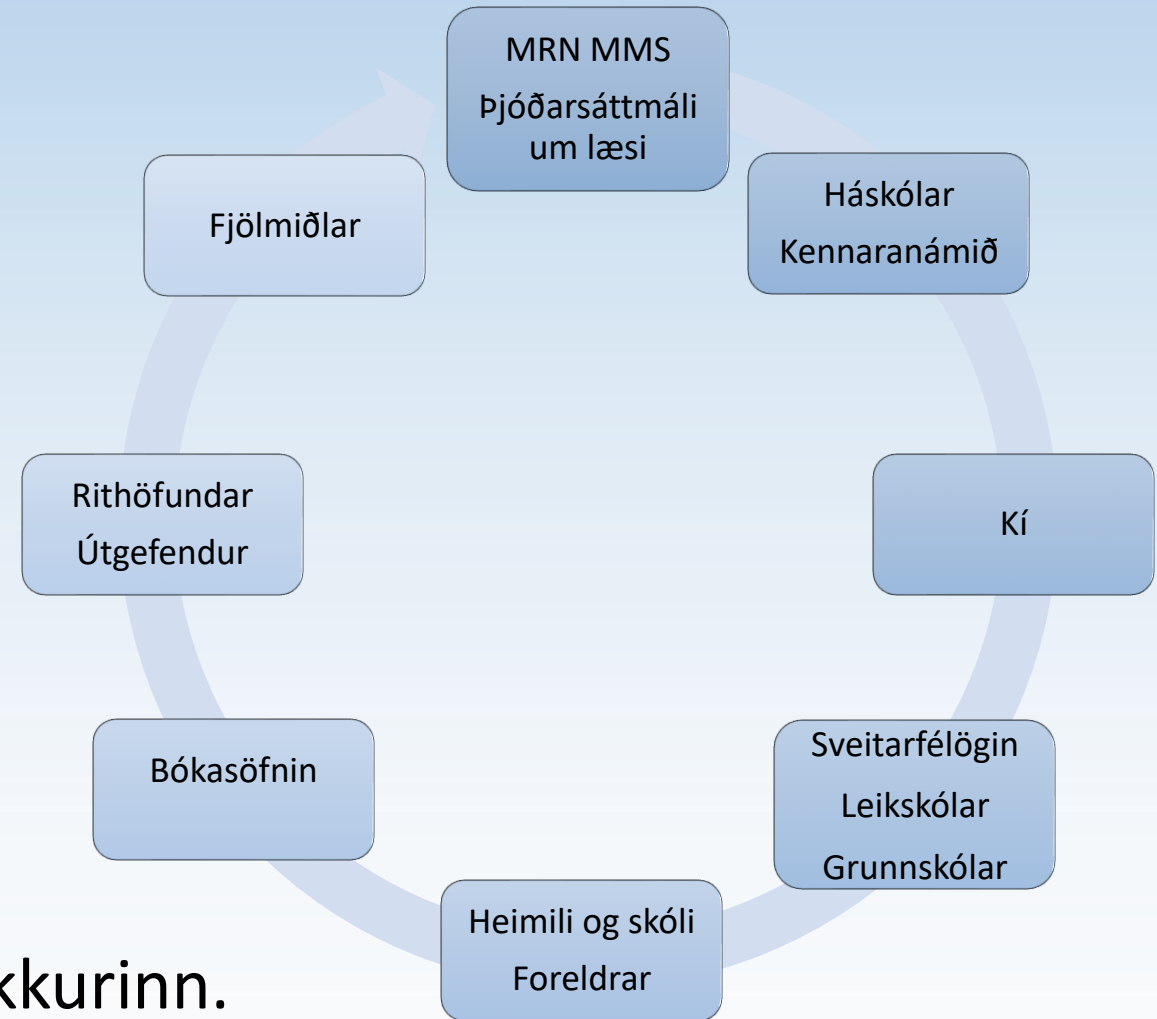 MRN MMS
Þjóðarsáttmáli
um læsi
Háskólar
Kennaranámið
Kí
Sveitarfélögin
Leikskólar
Grunnskólar
Heimili og skóli
Foreldrar
Bókasöfnin
Rithöfundar
Útgefendur
Fjölmiðlar